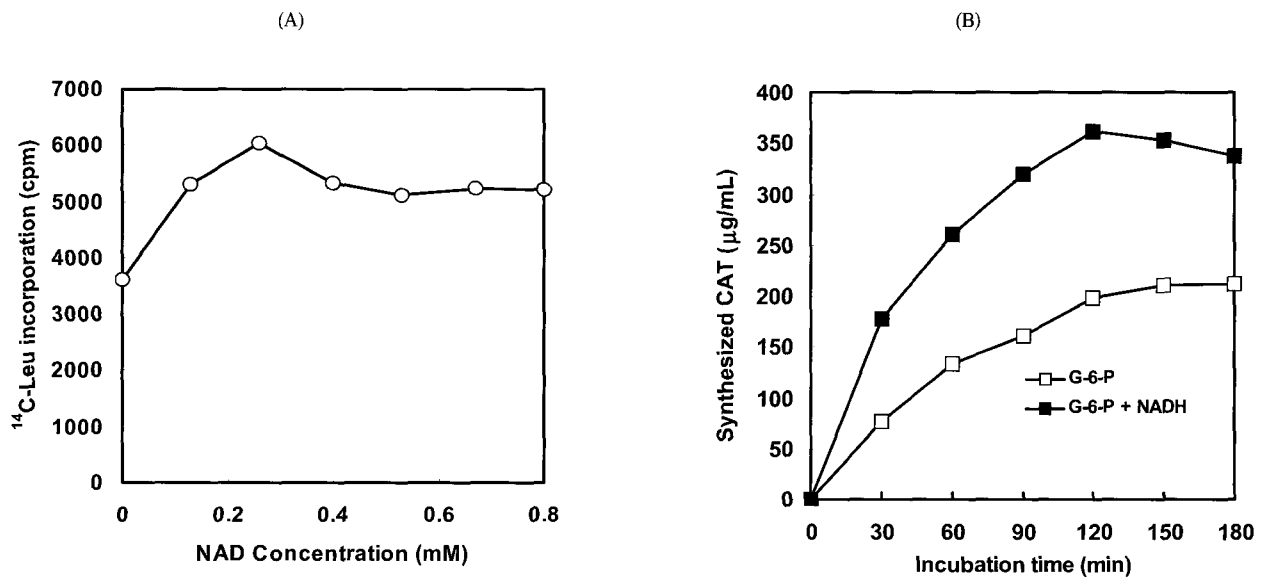 (A)
7000
6000
5000
4000
3000
2000
1000
0
¹⁴C-Leu incorporation (cpm)
0 0.2 0.4 0.6 0.8
NAD Concentration (mM)
(B)
400
350
300
250
200
150
100
50
0
Synthesized CAT (μg/mL)
G-6-P
G-6-P + NADH
0 30 60 90 120 150 180
Incubation time (min)